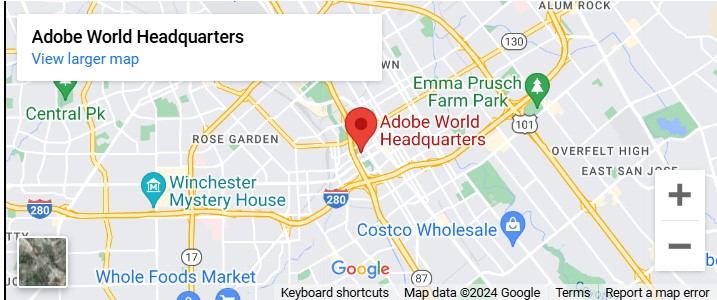 Adobe World Headquarters
View larger map
ALUM ROCK
130
Emma Prusch
Farm Park
Central Pk
101
Adobe World
Headquarters
ROSE GARDEN
OVERFELT HIGH
EAST SAN JOSE
Winchester
Mystery House
280
280
Costco Wholesale
17
Google
Whole Foods Market
87
Keyboard shortcuts
Map data ©2024 Google
Terms
Report a map error